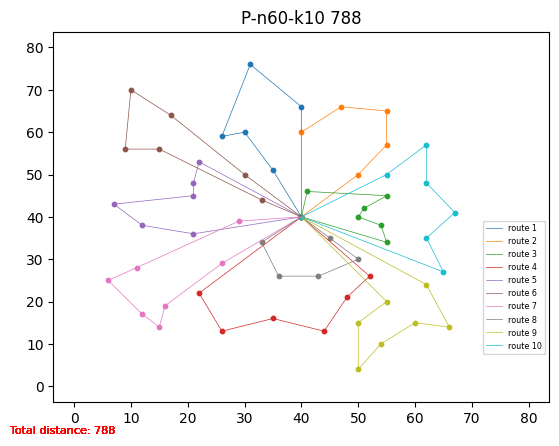 P-n60-k10 788
80
70
60
50
40
30
20
10
0
0 10 20 30 40 50 60 70 80
route 1
route 2
route 3
route 4
route 5
route 6
route 7
route 8
route 9
route 10
Total distance: 788